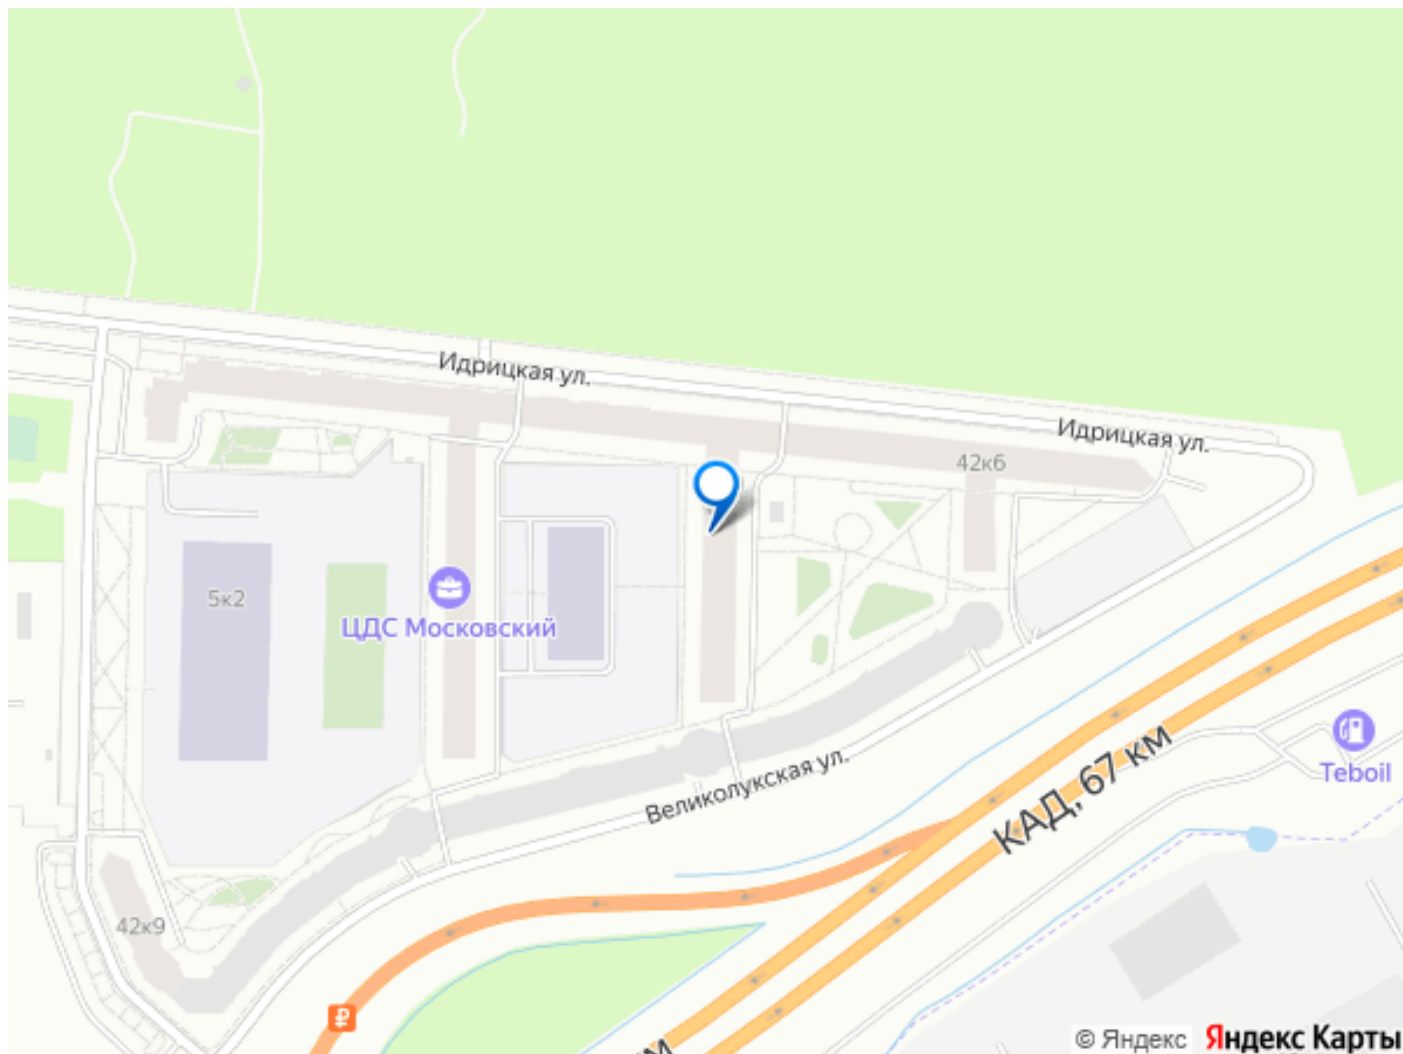 Идрицкая ул.
Идрицкая ул.
42к6
5к2
ЦДС Московский
Великолукская ул.
КАД, 67 км
Teboil
42к9
₽
© Яндекс Яндекс Карты